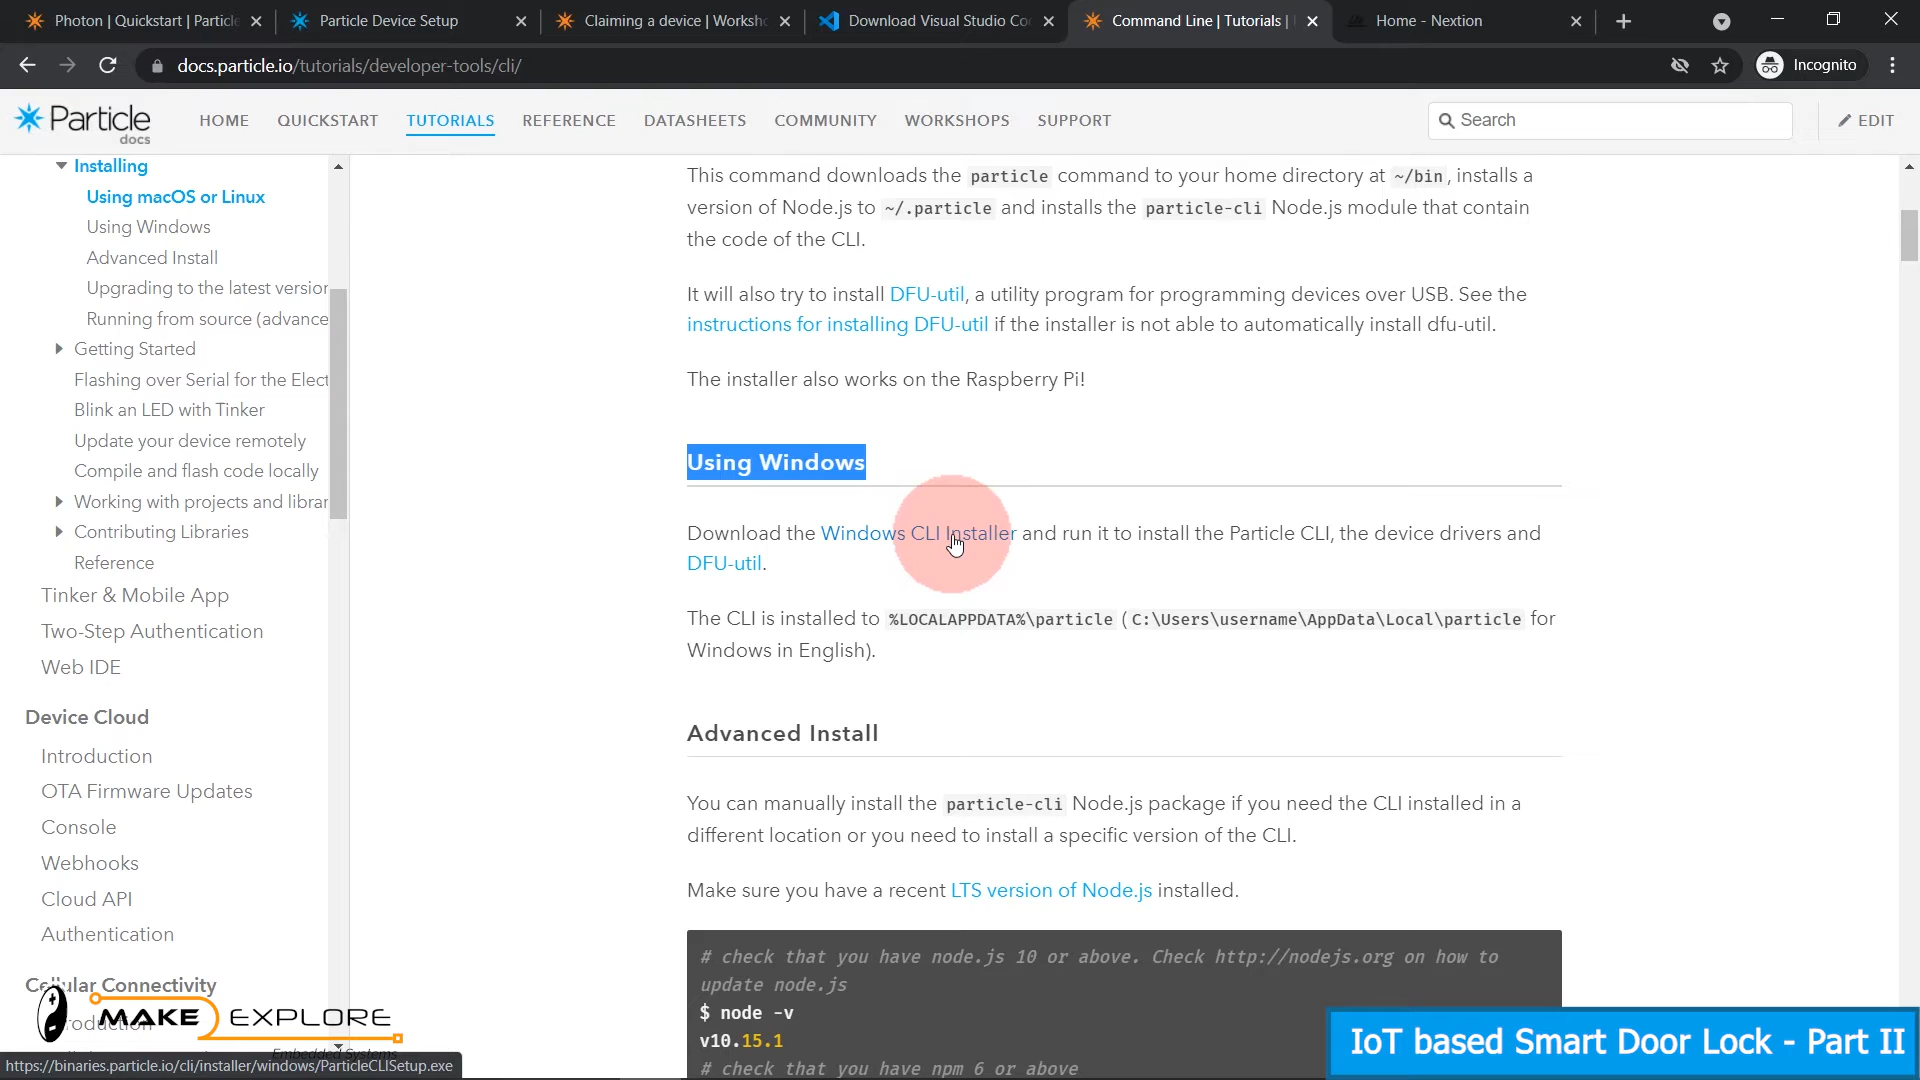 Photon | Quickstart | Particle
Particle Device Setup
Claiming a device | Worksh
Download Visual Studio Co
Command Line | Tutorials |
Home - Nextion
docs.particle.io/tutorials/developer-tools/cli/
Incognito
Particle
docs
HOME
QUICKSTART
TUTORIALS
REFERENCE
DATASHEETS
COMMUNITY
WORKSHOPS
SUPPORT
Search
EDIT
Installing
Using macOS or Linux
Using Windows
Advanced Install
Upgrading to the latest version
Running from source (advance
Getting Started
Flashing over Serial for the Elect
Blink an LED with Tinker
Update your device remotely
Compile and flash code locally
Working with projects and librar
Contributing Libraries
Reference
Tinker & Mobile App
Two-Step Authentication
Web IDE
Device Cloud
Introduction
OTA Firmware Updates
Console
Webhooks
Cloud API
Authentication
Cellular Connectivity
This command downloads the particle command to your home directory at ~/bin, installs a
version of Node.js to ~/.particle and installs the particle-cli Node.js module that contain
the code of the CLI.
It will also try to install DFU-util, a utility program for programming devices over USB. See the
instructions for installing DFU-util if the installer is not able to automatically install dfu-util.
The installer also works on the Raspberry Pi!
Using Windows
Download the Windows CLI Installer and run it to install the Particle CLI, the device drivers and
DFU-util.
The CLI is installed to %LOCALAPPDATA%\particle (C:\Users\username\AppData\Local\particle for
Windows in English).
Advanced Install
You can manually install the particle-cli Node.js package if you need the CLI installed in a
different location or you need to install a specific version of the CLI.
Make sure you have a recent LTS version of Node.js installed.
# check that you have node.js 10 or above. Check http://nodejs.org on how to
update node.js
$ node -v
v10.15.1
# check that you have npm 6 or above
MAKE EXPLORE
Embedded Systems
https://binaries.particle.io/cli/installer/windows/ParticleCLISetup.exe
IoT based Smart Door Lock - Part II